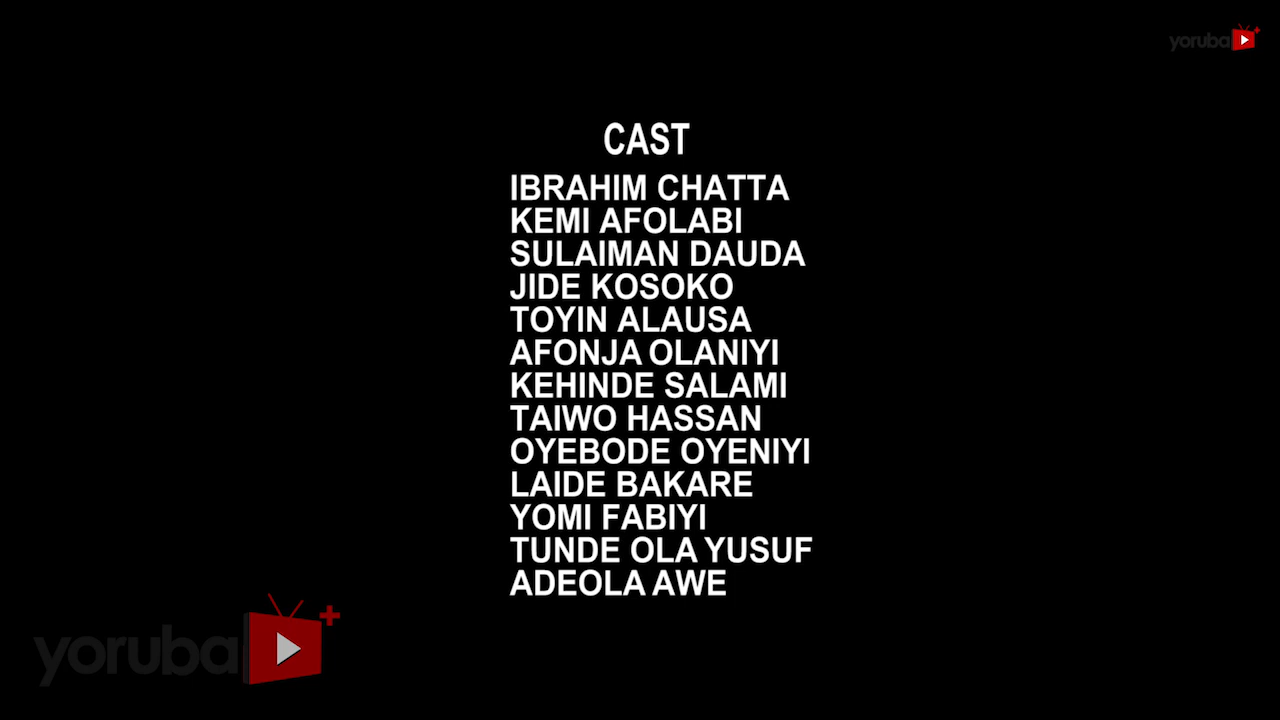 yoruba
CAST
IBRAHIM CHATTA
KEMI AFOLABI
SULAIMAN DAUDA
JIDE KOSOKO
TOYIN ALAUSA
AFONJA OLANIYI
KEHINDE SALAMI
TAIWO HASSAN
OYEBODE OYENIYI
LAIDE BAKARE
YOMI FABIYI
TUNDE OLA YUSUF
ADEOLA AWE
yoruba+